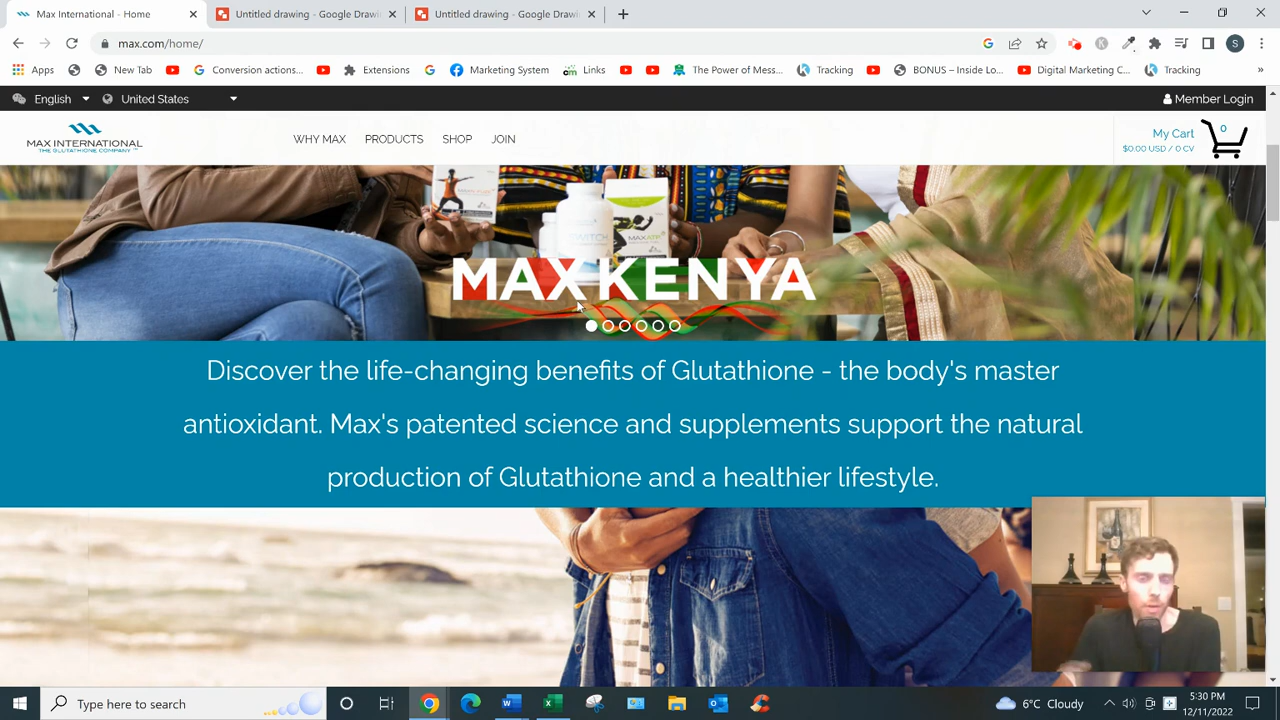 Max International - Home
Untitled drawing - Google Drawi
Untitled drawing - Google Drawi
max.com/home/
S
Apps
New Tab
Conversion actions...
Extensions
Marketing System
Links
The Power of Mess...
Tracking
BONUS – Inside Lo...
Digital Marketing C...
Tracking
English
United States
Member Login
MAX INTERNATIONAL
THE GLUTATHIONE COMPANY ™
WHY MAX
PRODUCTS
SHOP
JOIN
My Cart
$0.00 USD / 0 CV
0
MAX KENYA
Discover the life-changing benefits of Glutathione - the body's master
antioxidant. Max's patented science and supplements support the natural
production of Glutathione and a healthier lifestyle.
Type here to search
6°C Cloudy
5:30 PM
12/11/2022